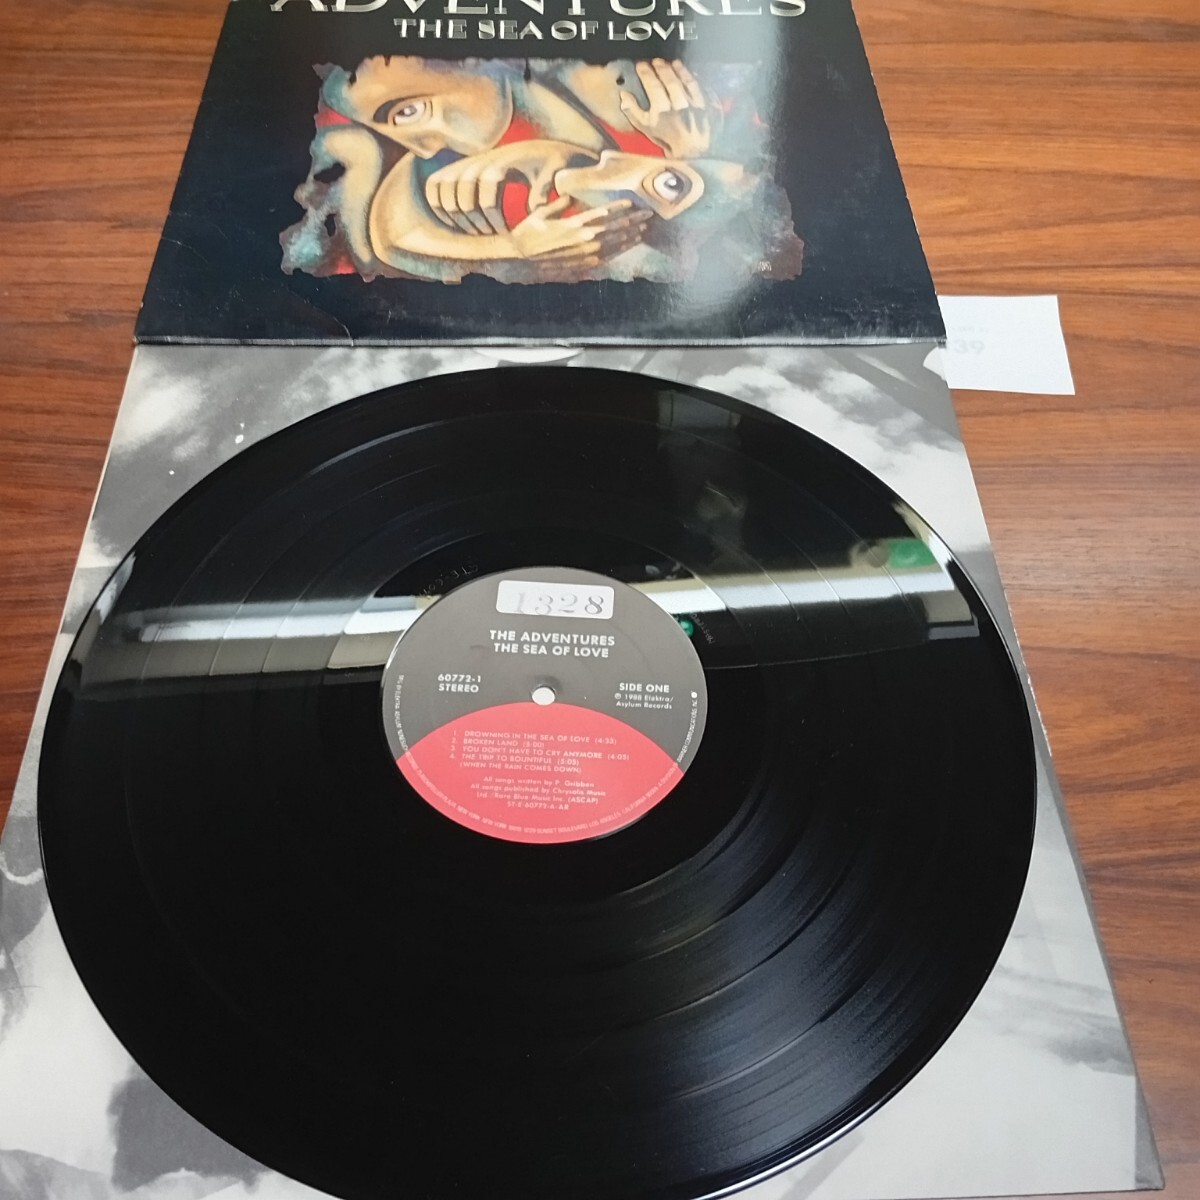 ADVENTURES
THE SEA OF LOVE
39
1328
THE ADVENTURES
THE SEA OF LOVE
60772-1
STEREO
SIDE ONE
℗ 1988 Elektra/
Asylum Records
1. DROWNING IN THE SEA OF LOVE (4:33)
2. BROKEN LAND (5:00)
3. YOU DON'T HAVE TO CRY ANYMORE (4:05)
4. THE TRIP TO BOUNTIFUL (5:05)
(WHEN THE RAIN COMES DOWN)
All songs written by P. Gribben
All songs published by Chrysalis Music
Ltd./Rare Blue Music Inc. (ASCAP)
ST-E-60772-A-AR